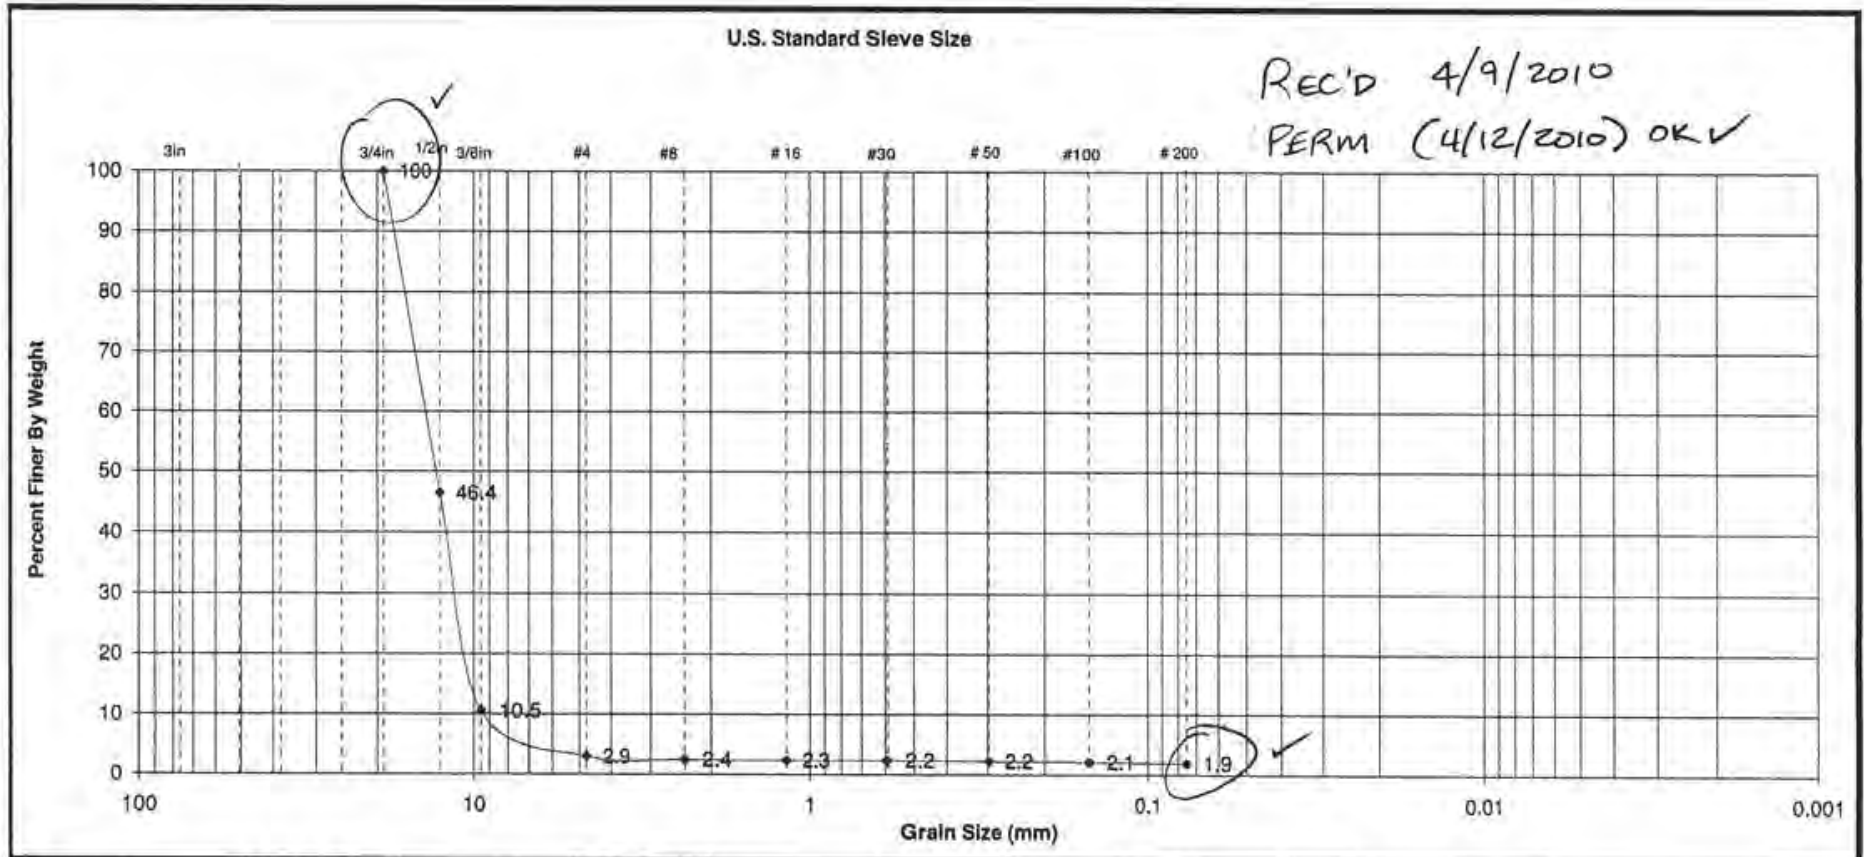 U.S. Standard Sieve Size
REC'D 4/9/2010
PERM (4/12/2010) OK ✓
✓
3in 3/4in 1/2in 3/8in #4 #8 #16 #30 #50 #100 #200
100
90
80
70
60
50
40
30
20
10
0
100
46.4
10.5
2.9 2.4 2.3 2.2 2.2 2.1 1.9 ✓
100 10 1 0.1 0.01 0.001
Grain Size (mm)
Percent Finer By Weight